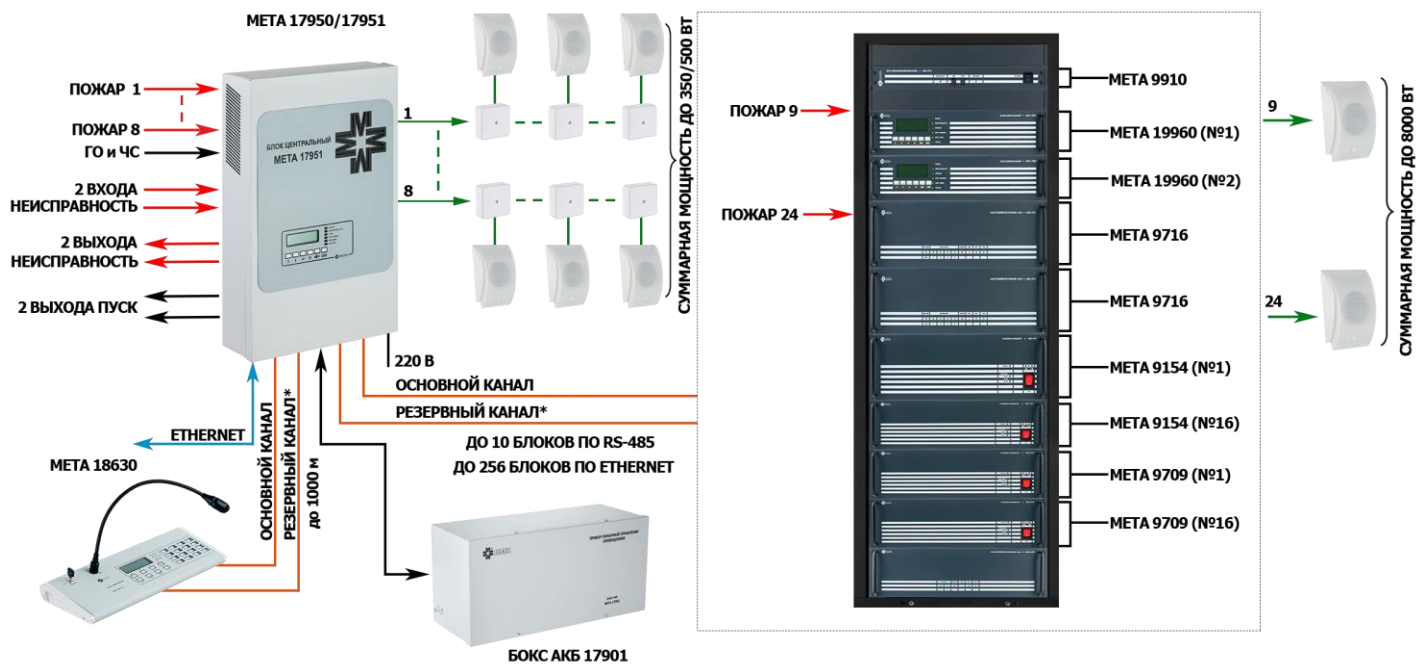 МЕТА 17950/17951
ПОЖАР 1
ПОЖАР 8
ГО и ЧС
2 ВХОДА
НЕИСПРАВНОСТЬ
2 ВЫХОДА
НЕИСПРАВНОСТЬ
2 ВЫХОДА ПУСК
БЛОК ЦЕНТРАЛЬНЫЙ
МЕТА 17951
1
8
СУММАРНАЯ МОЩНОСТЬ ДО 350/500 ВТ
220 В
ОСНОВНОЙ КАНАЛ
РЕЗЕРВНЫЙ КАНАЛ*
ETHERNET
ОСНОВНОЙ КАНАЛ
РЕЗЕРВНЫЙ КАНАЛ*
до 1000 м
ДО 10 БЛОКОВ ПО RS-485
ДО 256 БЛОКОВ ПО ETHERNET
МЕТА 18630
БОКС АКБ 17901
ПОЖАР 9
ПОЖАР 24
МЕТА 9910
МЕТА 19960 (№1)
МЕТА 19960 (№2)
МЕТА 9716
МЕТА 9716
МЕТА 9154 (№1)
МЕТА 9154 (№16)
МЕТА 9709 (№1)
МЕТА 9709 (№16)
9
24
СУММАРНАЯ МОЩНОСТЬ ДО 8000 ВТ